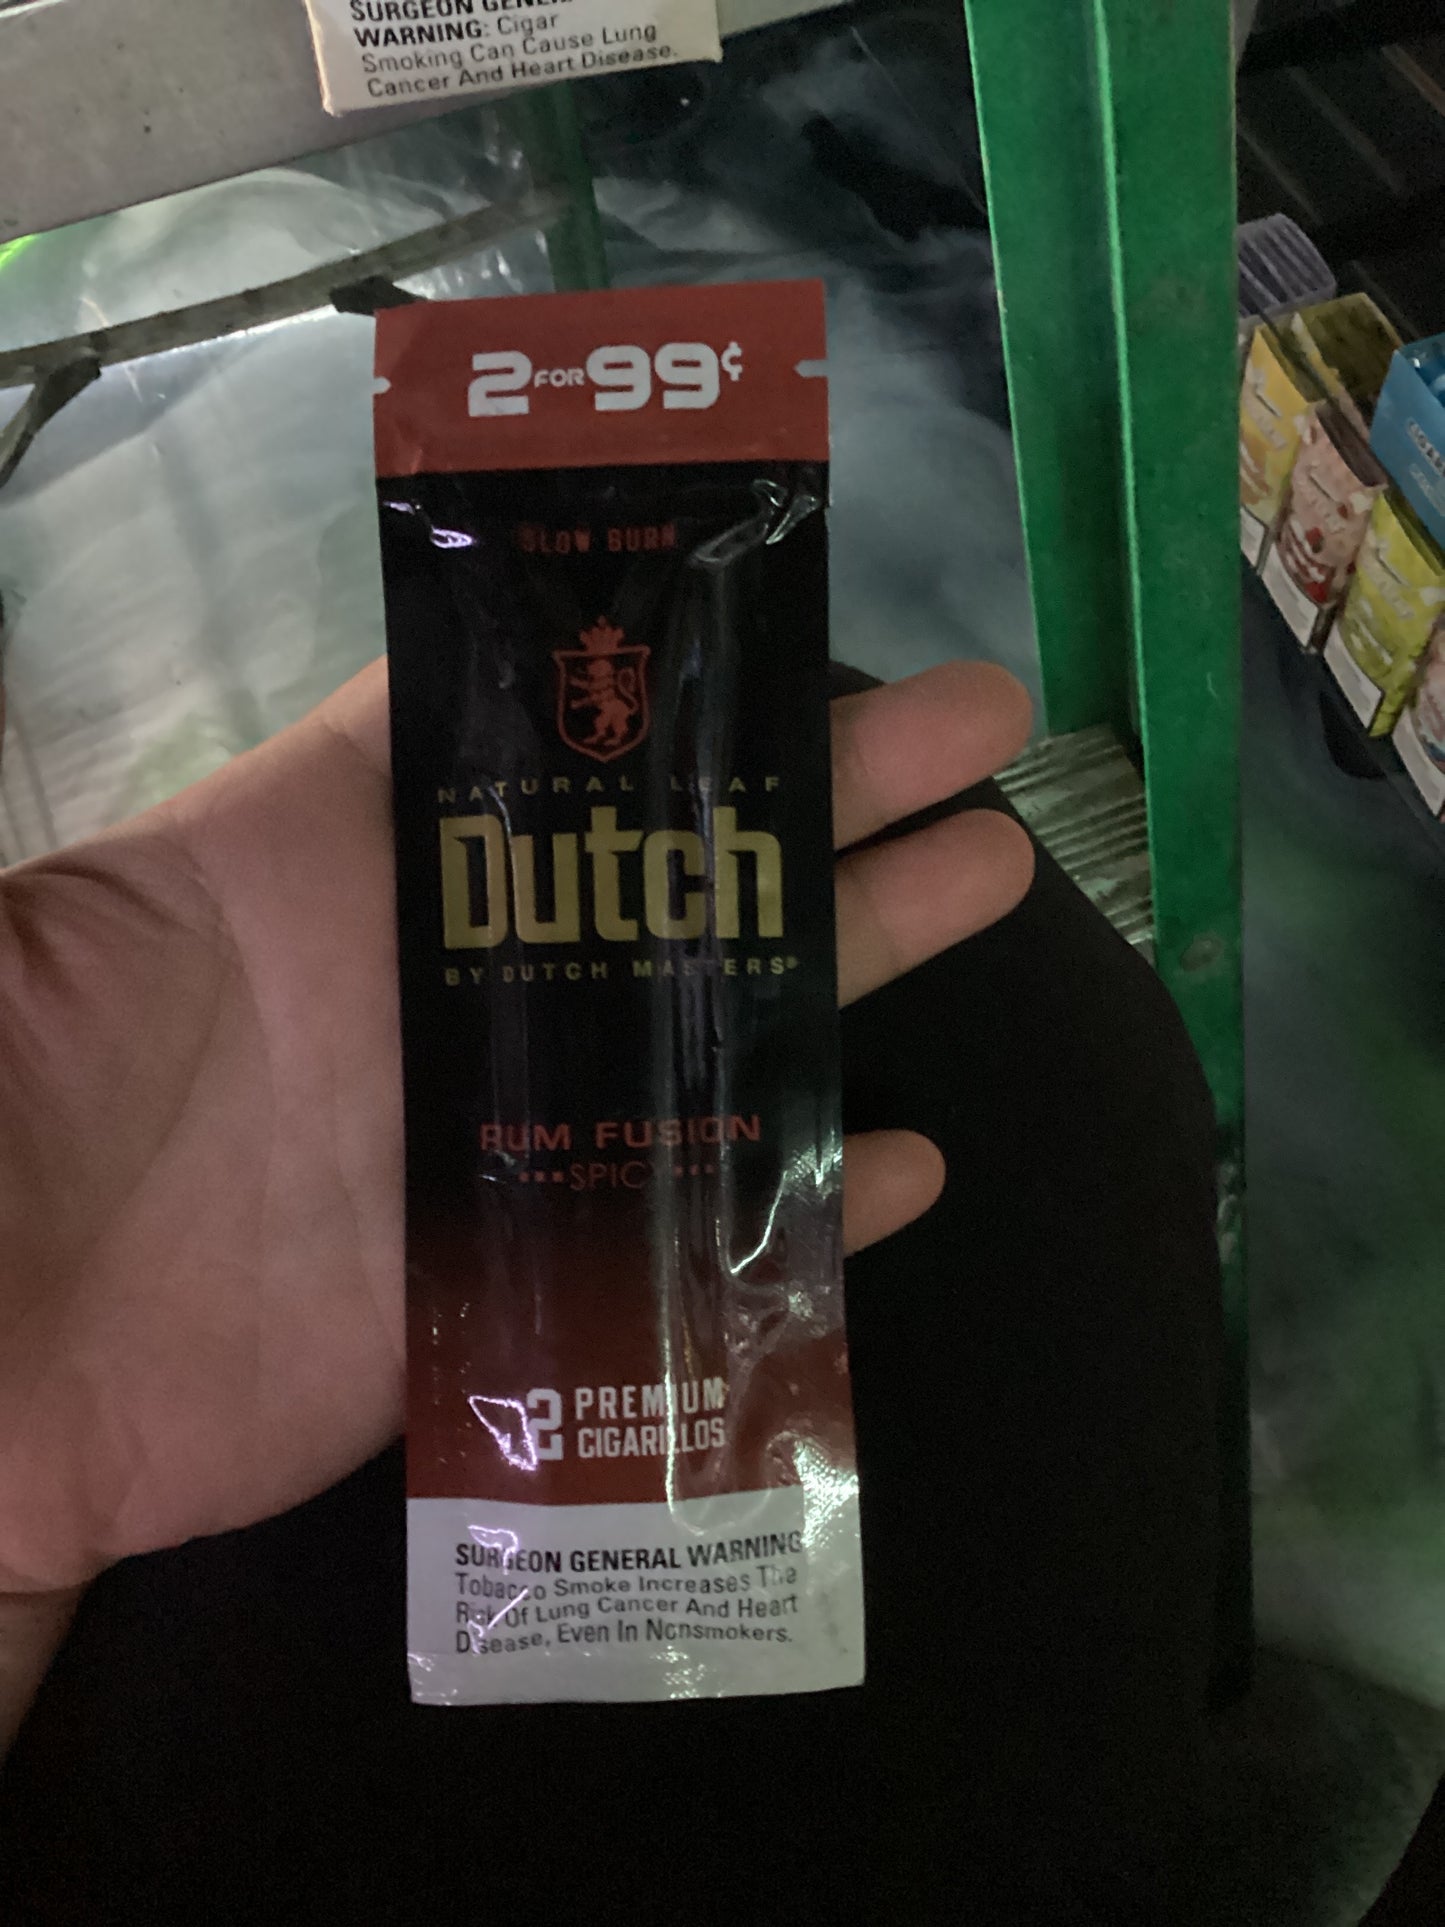 SURGEON GENER
WARNING: Cigar
Smoking Can Cause Lung
Cancer And Heart Disease.
2 FOR 99¢
SLOW BURN
NATURAL LEAF
Dutch
BY DUTCH MASTERS®
RUM FUSION
SPICY
2 PREMIUM
CIGARILLOS
SURGEON GENERAL WARNING
Tobacco Smoke Increases The
Risk Of Lung Cancer And Heart
Disease, Even In Nonsmokers.